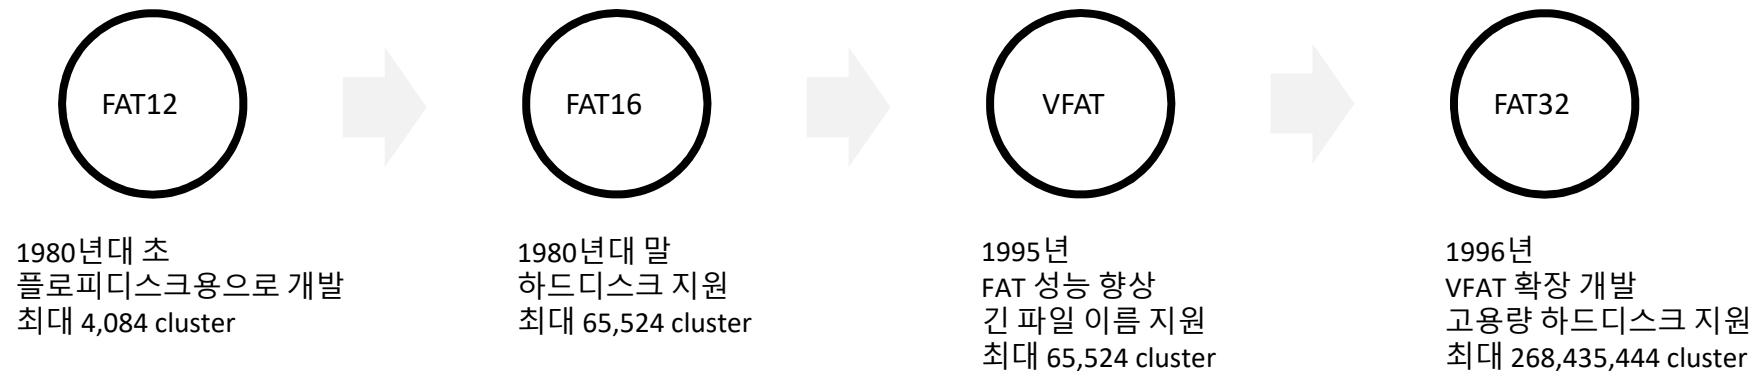 FAT12
FAT16
VFAT
FAT32
1980년대 초
플로피디스크용으로 개발
최대 4,084 cluster
1980년대 말
하드디스크 지원
최대 65,524 cluster
1995년
FAT 성능 향상
긴 파일 이름 지원
최대 65,524 cluster
1996년
VFAT 확장 개발
고용량 하드디스크 지원
최대 268,435,444 cluster